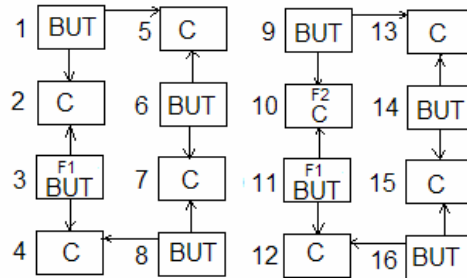 1 BUT 5 C 9 BUT 13 C
2 C 6 BUT 10 F2 C 14 BUT
3 F1 BUT 7 C 11 F1 BUT 15 C
4 C 8 BUT 12 C 16 BUT